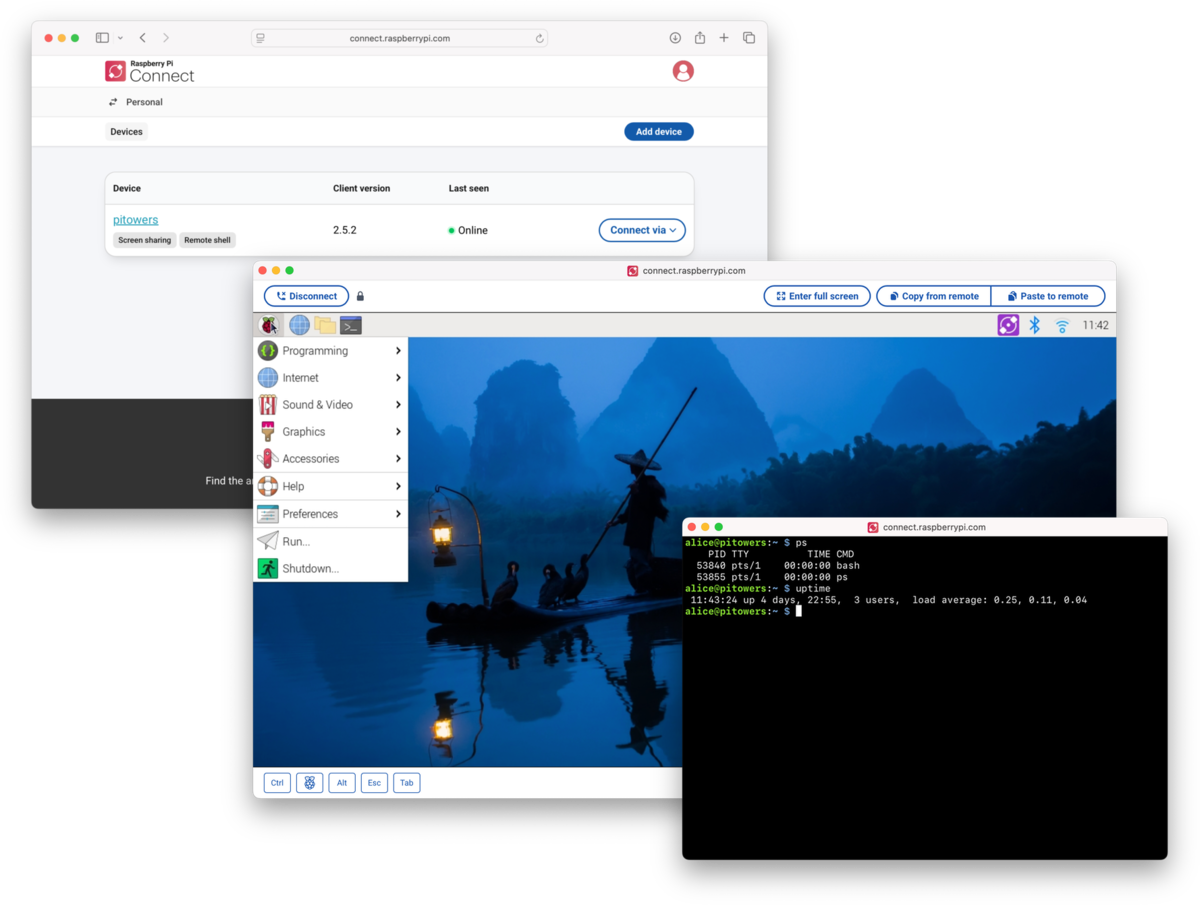 connect.raspberrypi.com
Raspberry Pi
Connect
Personal
Devices
Add device
Device Client version Last seen
pitowers
Screen sharing Remote shell
2.5.2
Online
Connect via
Find the
connect.raspberrypi.com
Disconnect
Enter full screen
Copy from remote
Paste to remote
11:42
Programming
Internet
Sound & Video
Graphics
Accessories
Help
Preferences
Run...
Shutdown...
Ctrl
Alt
Esc
Tab
connect.raspberrypi.com
alice@pitowers:~ $ ps
PID TTY TIME CMD
53840 pts/1 00:00:00 bash
53855 pts/1 00:00:00 ps
alice@pitowers:~ $ uptime
11:43:24 up 4 days, 22:55, 3 users, load average: 0.25, 0.11, 0.04
alice@pitowers:~ $